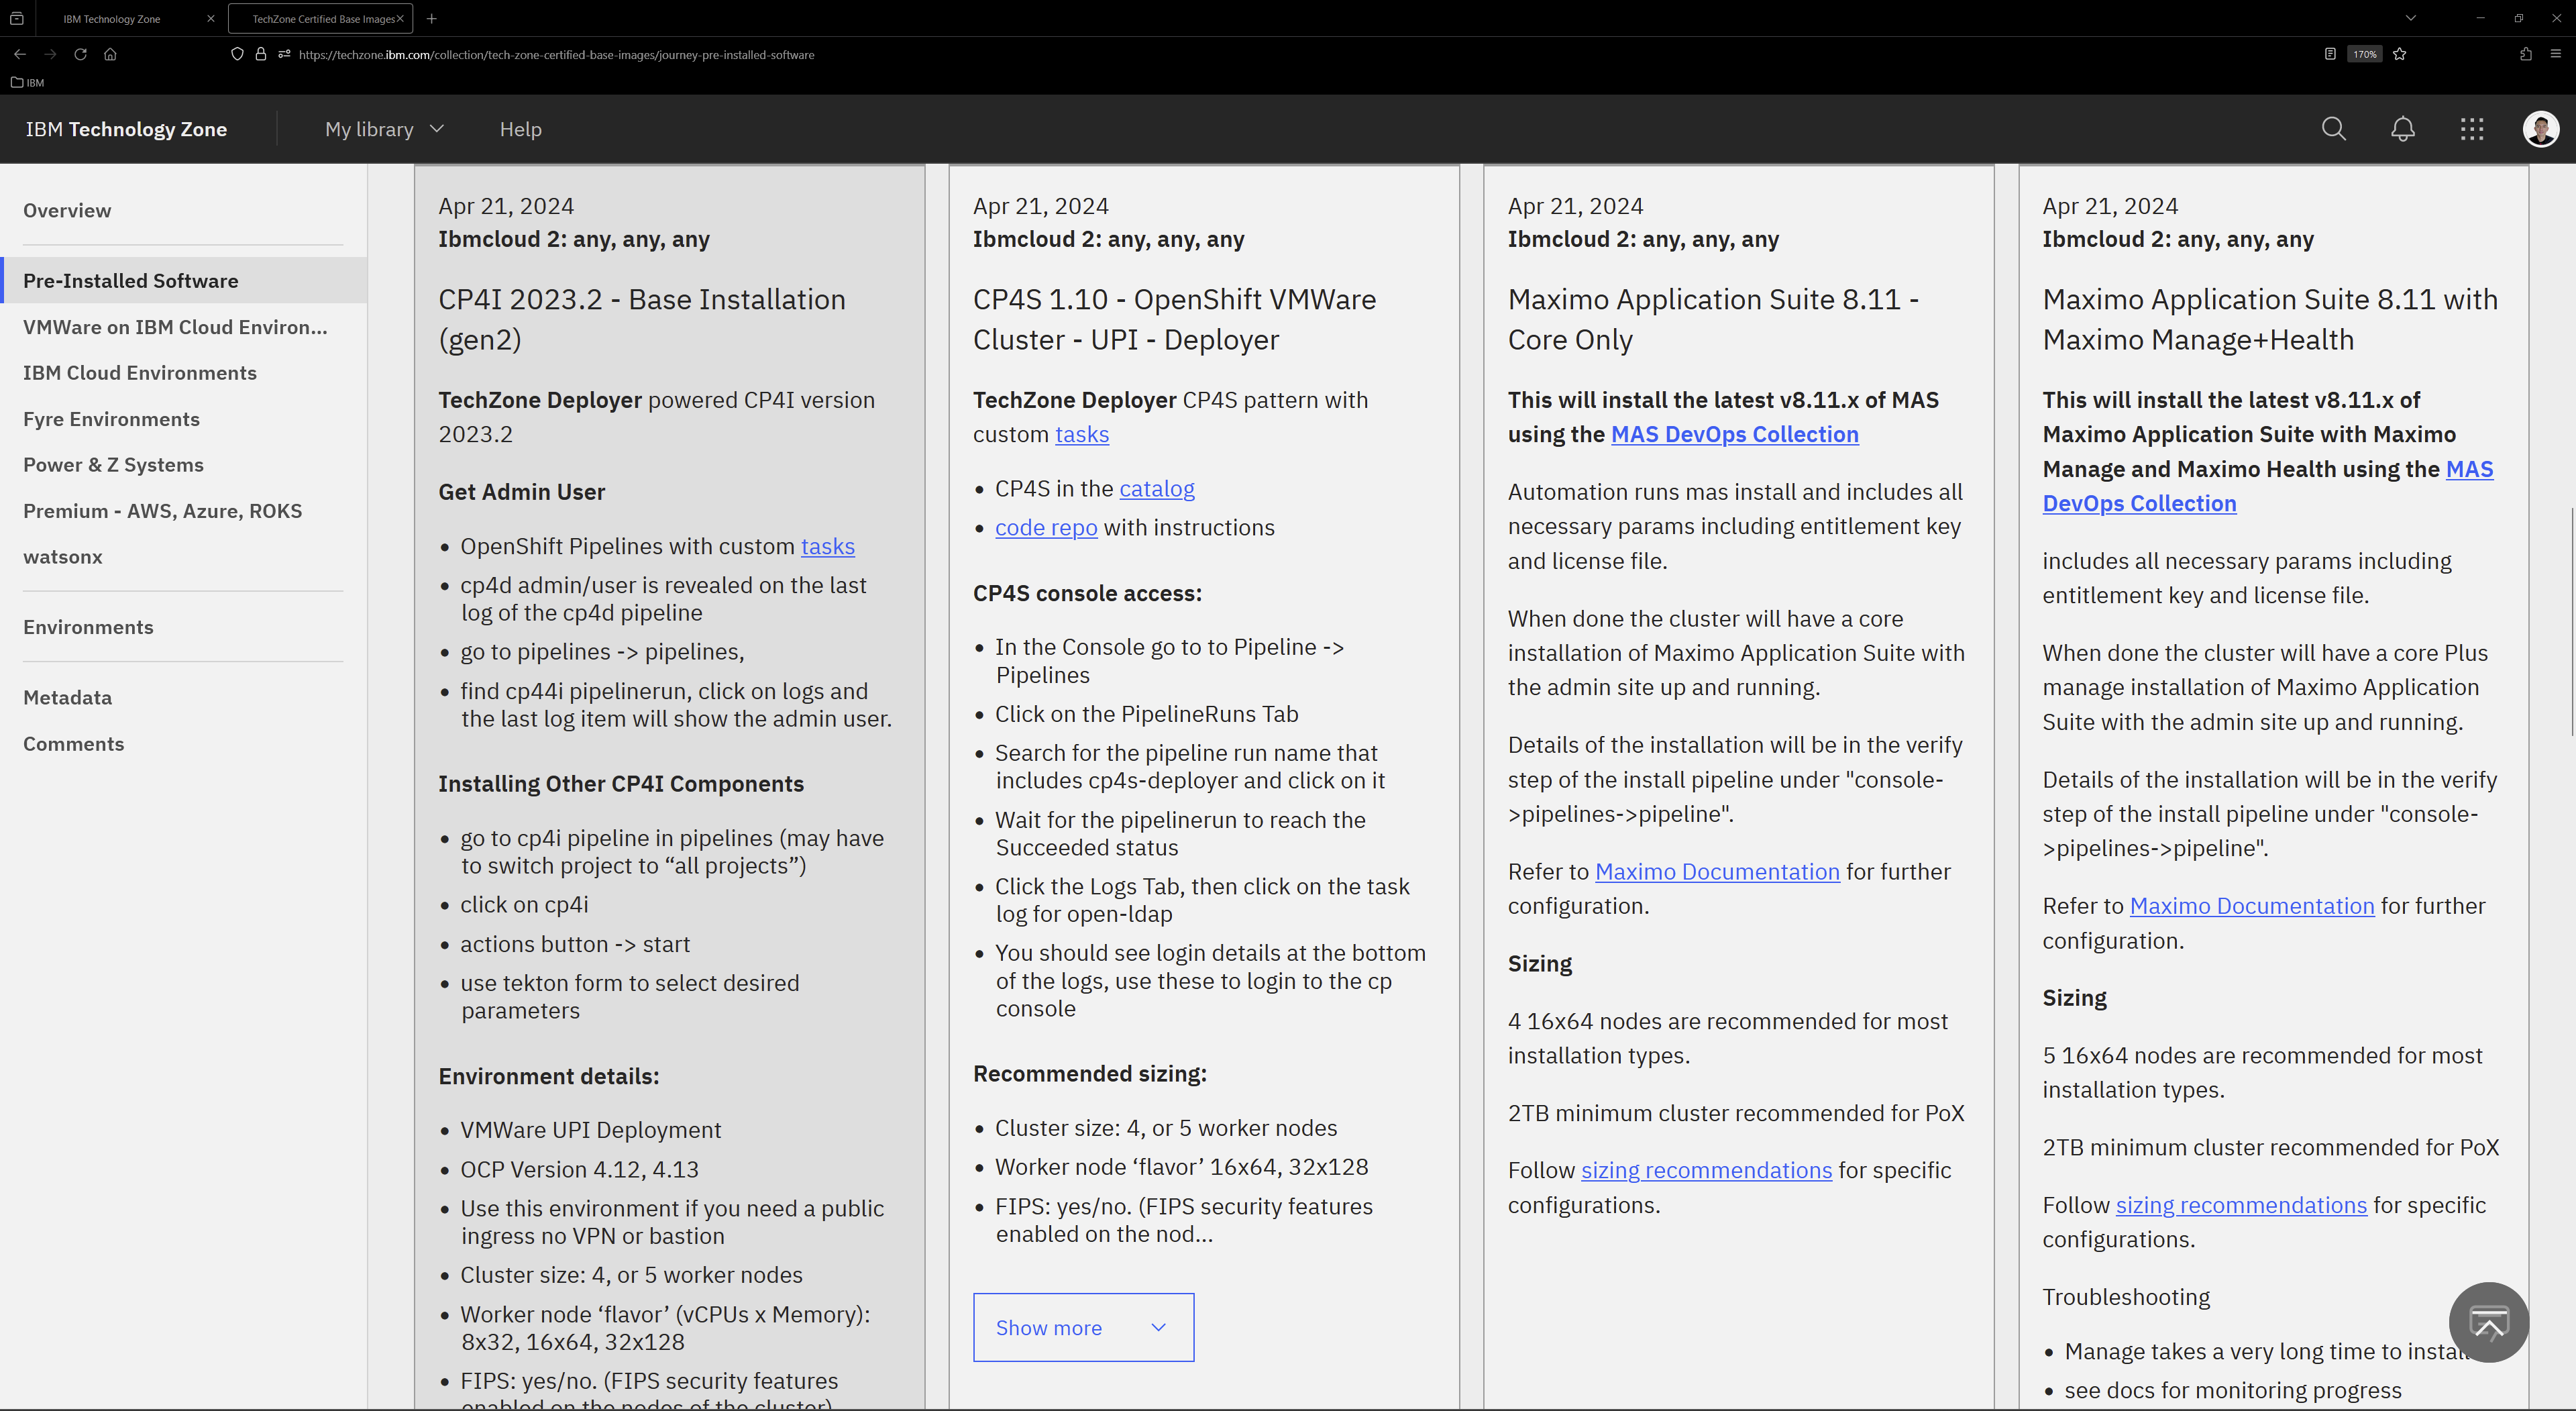 IBM Technology Zone
TechZone Certified Base Images
https://techzone.ibm.com/collection/tech-zone-certified-base-images/journey-pre-installed-software
170%
IBM
IBM Technology Zone
My library
Help
Overview
Pre-Installed Software
VMWare on IBM Cloud Environ...
IBM Cloud Environments
Fyre Environments
Power & Z Systems
Premium - AWS, Azure, ROKS
watsonx
Environments
Metadata
Comments
Apr 21, 2024
Ibmcloud 2: any, any, any
CP4I 2023.2 - Base Installation
(gen2)
TechZone Deployer powered CP4I version
2023.2
Get Admin User
• OpenShift Pipelines with custom tasks
• cp4d admin/user is revealed on the last
log of the cp4d pipeline
• go to pipelines -> pipelines,
• find cp44i pipelinerun, click on logs and
the last log item will show the admin user.
Installing Other CP4I Components
• go to cp4i pipeline in pipelines (may have
to switch project to “all projects”)
• click on cp4i
• actions button -> start
• use tekton form to select desired
parameters
Environment details:
• VMWare UPI Deployment
• OCP Version 4.12, 4.13
• Use this environment if you need a public
ingress no VPN or bastion
• Cluster size: 4, or 5 worker nodes
• Worker node ‘flavor’ (vCPUs x Memory):
8x32, 16x64, 32x128
• FIPS: yes/no. (FIPS security features
enabled on the nodes of the cluster)
Apr 21, 2024
Ibmcloud 2: any, any, any
CP4S 1.10 - OpenShift VMWare
Cluster - UPI - Deployer
TechZone Deployer CP4S pattern with
custom tasks
• CP4S in the catalog
• code repo with instructions
CP4S console access:
• In the Console go to to Pipeline ->
Pipelines
• Click on the PipelineRuns Tab
• Search for the pipeline run name that
includes cp4s-deployer and click on it
• Wait for the pipelinerun to reach the
Succeeded status
• Click the Logs Tab, then click on the task
log for open-ldap
• You should see login details at the bottom
of the logs, use these to login to the cp
console
Recommended sizing:
• Cluster size: 4, or 5 worker nodes
• Worker node ‘flavor’ 16x64, 32x128
• FIPS: yes/no. (FIPS security features
enabled on the nod...
Show more
Apr 21, 2024
Ibmcloud 2: any, any, any
Maximo Application Suite 8.11 -
Core Only
This will install the latest v8.11.x of MAS
using the MAS DevOps Collection
Automation runs mas install and includes all
necessary params including entitlement key
and license file.
When done the cluster will have a core
installation of Maximo Application Suite with
the admin site up and running.
Details of the installation will be in the verify
step of the install pipeline under "console-
>pipelines->pipeline".
Refer to Maximo Documentation for further
configuration.
Sizing
4 16x64 nodes are recommended for most
installation types.
2TB minimum cluster recommended for PoX
Follow sizing recommendations for specific
configurations.
Apr 21, 2024
Ibmcloud 2: any, any, any
Maximo Application Suite 8.11 with
Maximo Manage+Health
This will install the latest v8.11.x of
Maximo Application Suite with Maximo
Manage and Maximo Health using the MAS
DevOps Collection
includes all necessary params including
entitlement key and license file.
When done the cluster will have a core Plus
manage installation of Maximo Application
Suite with the admin site up and running.
Details of the installation will be in the verify
step of the install pipeline under "console-
>pipelines->pipeline".
Refer to Maximo Documentation for further
configuration.
Sizing
5 16x64 nodes are recommended for most
installation types.
2TB minimum cluster recommended for PoX
Follow sizing recommendations for specific
configurations.
Troubleshooting
• Manage takes a very long time to install
• see docs for monitoring progress